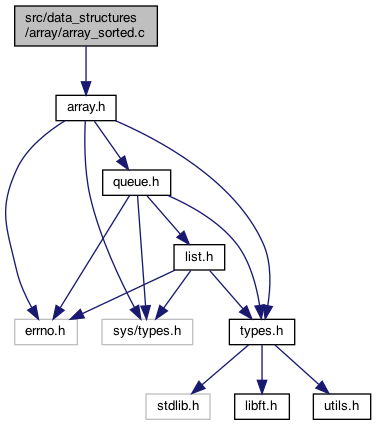 src/data_structures
/array/array_sorted.c
array.h
queue.h
list.h
errno.h
sys/types.h
types.h
stdlib.h
libft.h
utils.h